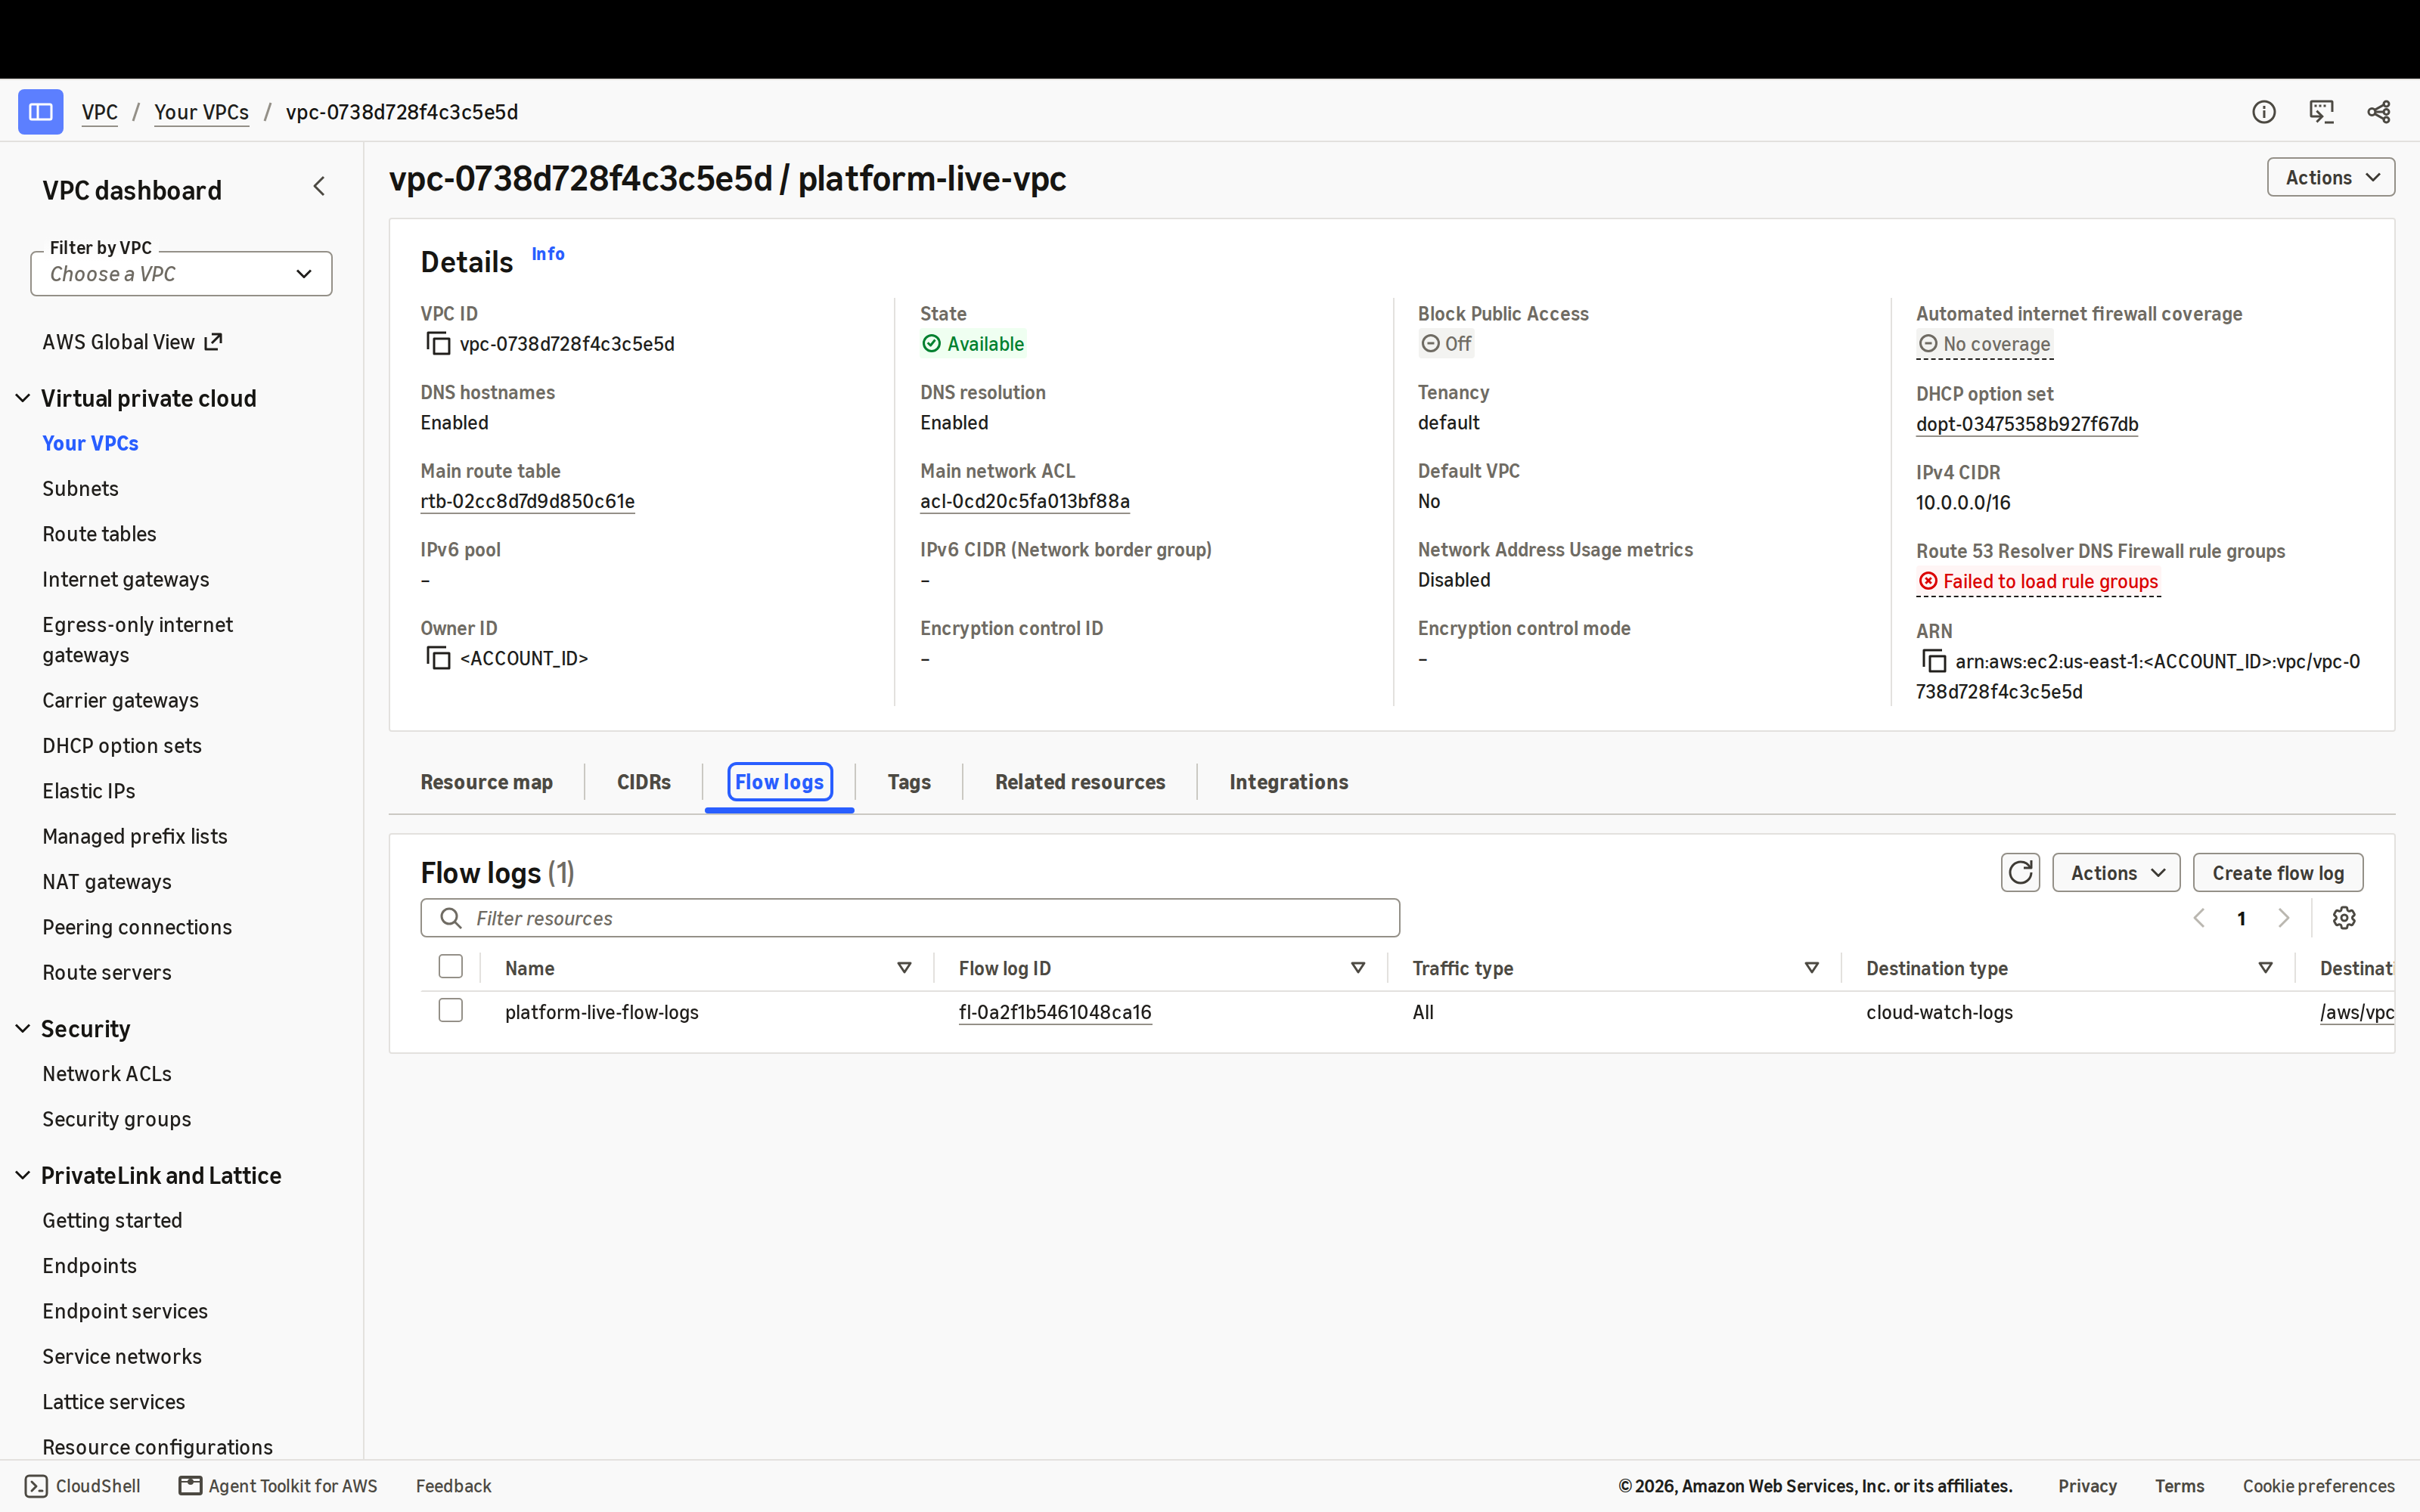 VPC / Your VPCs / vpc-0738d728f4c3c5e5d
VPC dashboard
Filter by VPC
Choose a VPC
AWS Global View
Virtual private cloud
Your VPCs
Subnets
Route tables
Internet gateways
Egress-only internet
gateways
Carrier gateways
DHCP option sets
Elastic IPs
Managed prefix lists
NAT gateways
Peering connections
Route servers
Security
Network ACLs
Security groups
PrivateLink and Lattice
Getting started
Endpoints
Endpoint services
Service networks
Lattice services
Resource configurations
vpc-0738d728f4c3c5e5d / platform-live-vpc
Actions
Details Info
VPC ID
vpc-0738d728f4c3c5e5d
DNS hostnames
Enabled
Main route table
rtb-02cc8d7d9d850c61e
IPv6 pool
–
Owner ID
<ACCOUNT_ID>
State
Available
DNS resolution
Enabled
Main network ACL
acl-0cd20c5fa013bf88a
IPv6 CIDR (Network border group)
–
Encryption control ID
–
Block Public Access
Off
Tenancy
default
Default VPC
No
Network Address Usage metrics
Disabled
Encryption control mode
–
Automated internet firewall coverage
No coverage
DHCP option set
dopt-03475358b927f67db
IPv4 CIDR
10.0.0.0/16
Route 53 Resolver DNS Firewall rule groups
Failed to load rule groups
ARN
arn:aws:ec2:us-east-1:<ACCOUNT_ID>:vpc/vpc-0
738d728f4c3c5e5d
Resource map CIDRs Flow logs Tags Related resources Integrations
Flow logs (1)
Actions Create flow log
Filter resources
1
Name Flow log ID Traffic type Destination type Destinati
platform-live-flow-logs fl-0a2f1b5461048ca16 All cloud-watch-logs /aws/vpc
CloudShell Agent Toolkit for AWS Feedback © 2026, Amazon Web Services, Inc. or its affiliates. Privacy Terms Cookie preferences